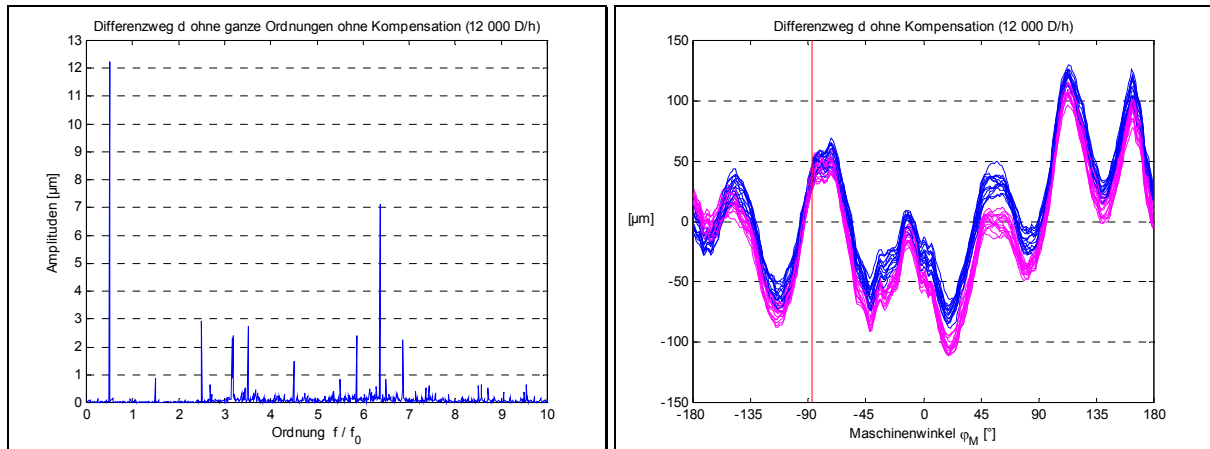 Differenzweg d ohne ganze Ordnungen ohne Kompensation (12 000 D/h)
13
12
11
10
9
8
7
6
5
4
3
2
1
0
Amplituden [µm]
0 1 2 3 4 5 6 7 8 9 10
Ordnung f / f0
Differenzweg d ohne Kompensation (12 000 D/h)
150
100
50
0
-50
-100
-150
[µm]
-180 -135 -90 -45 0 45 90 135 180
Maschinenwinkel φM [°]